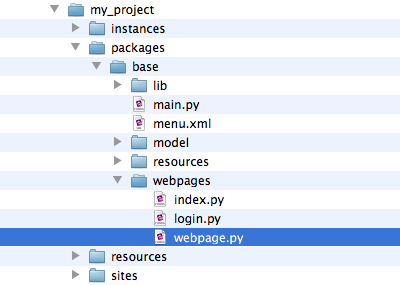 my_project
instances
packages
base
lib
main.py
menu.xml
model
resources
webpages
index.py
login.py
webpage.py
resources
sites